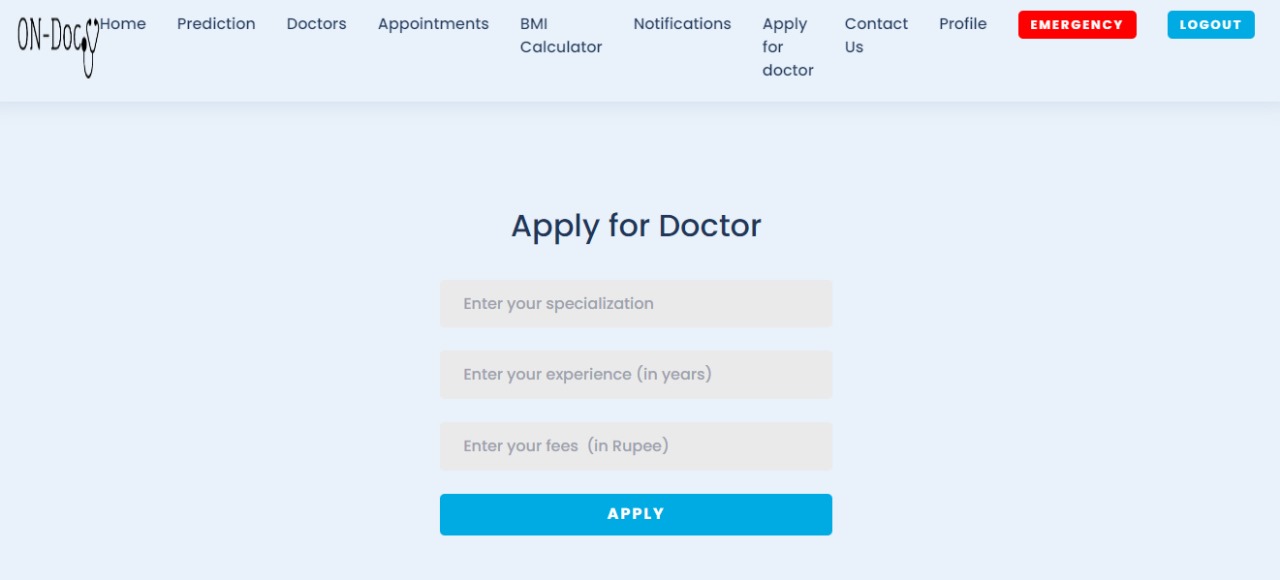 ON-Doc
Home
Prediction
Doctors
Appointments
BMI
Calculator
Notifications
Apply
for
doctor
Contact
Us
Profile
EMERGENCY
LOGOUT
Apply for Doctor
Enter your specialization
Enter your experience (in years)
Enter your fees  (in Rupee)
APPLY